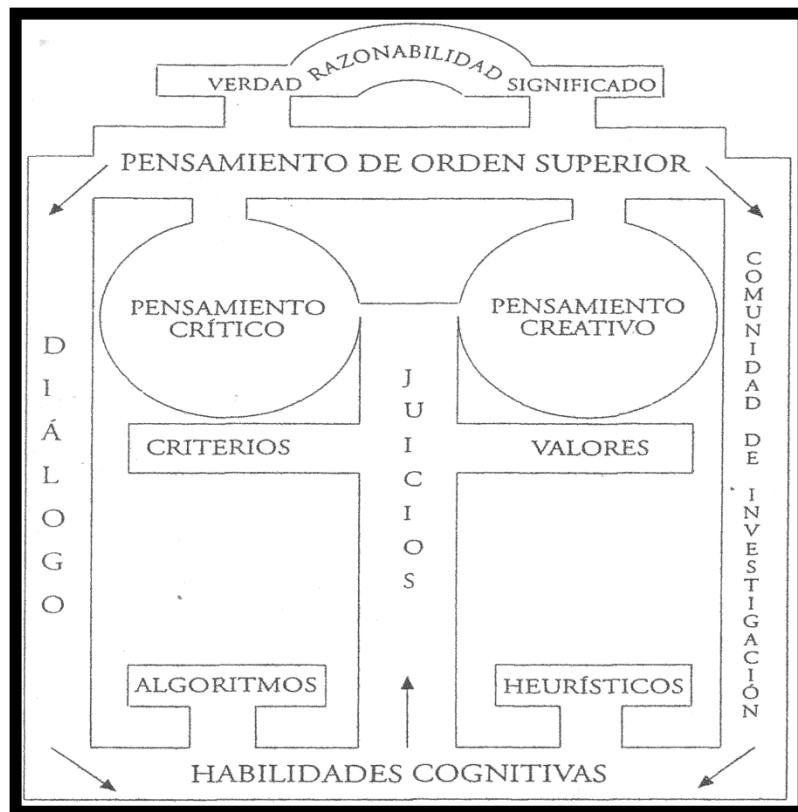 RAZONABILIDAD
VERDAD
SIGNIFICADO
PENSAMIENTO DE ORDEN SUPERIOR
PENSAMIENTO
CRÍTICO
PENSAMIENTO
CREATIVO
DIÁLOGO
JUICIOS
COMUNIDAD DE INVESTIGACIÓN
CRITERIOS
VALORES
ALGORITMOS
HEURÍSTICOS
HABILIDADES COGNITIVAS